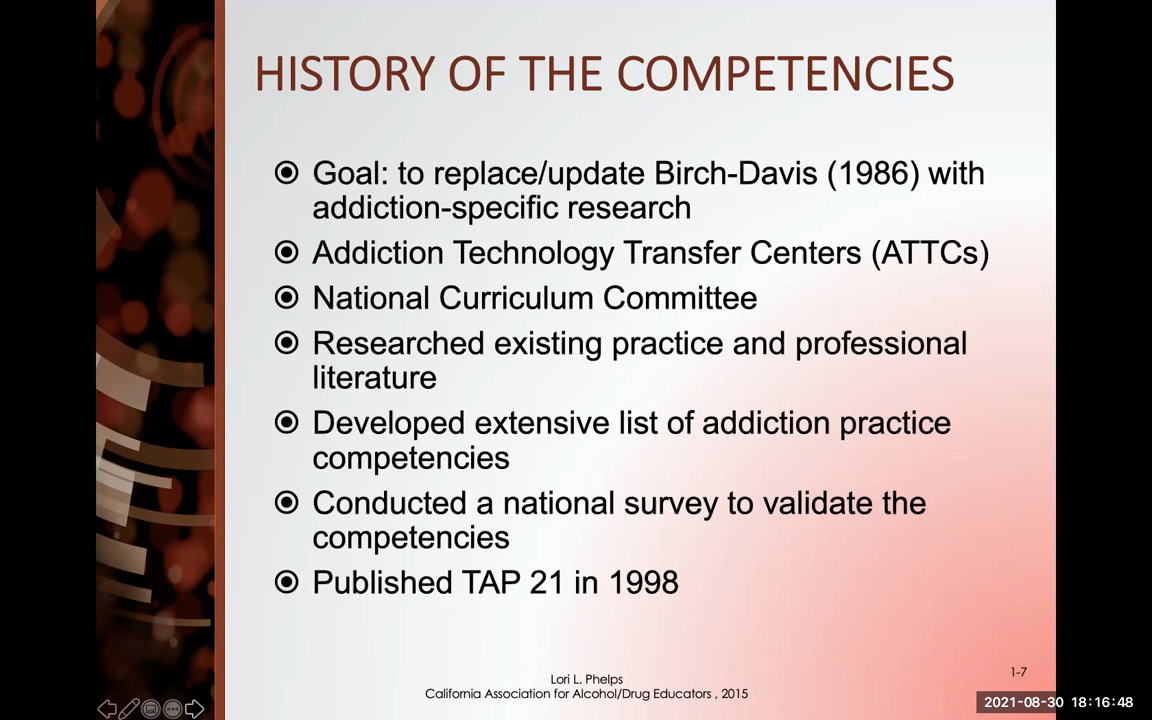 HISTORY OF THE COMPETENCIES
Goal: to replace/update Birch-Davis (1986) with
addiction-specific research
Addiction Technology Transfer Centers (ATTCs)
National Curriculum Committee
Researched existing practice and professional
literature
Developed extensive list of addiction practice
competencies
Conducted a national survey to validate the
competencies
Published TAP 21 in 1998
Lori L. Phelps
California Association for Alcohol/Drug Educators , 2015
1-7
2021-08-30 18:16:48